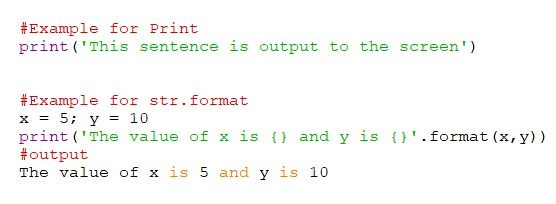 #Example for Print
print('This sentence is output to the screen')
#Example for str.format
x = 5; y = 10
print('The value of x is {} and y is {}'.format(x,y))
#output
The value of x is 5 and y is 10